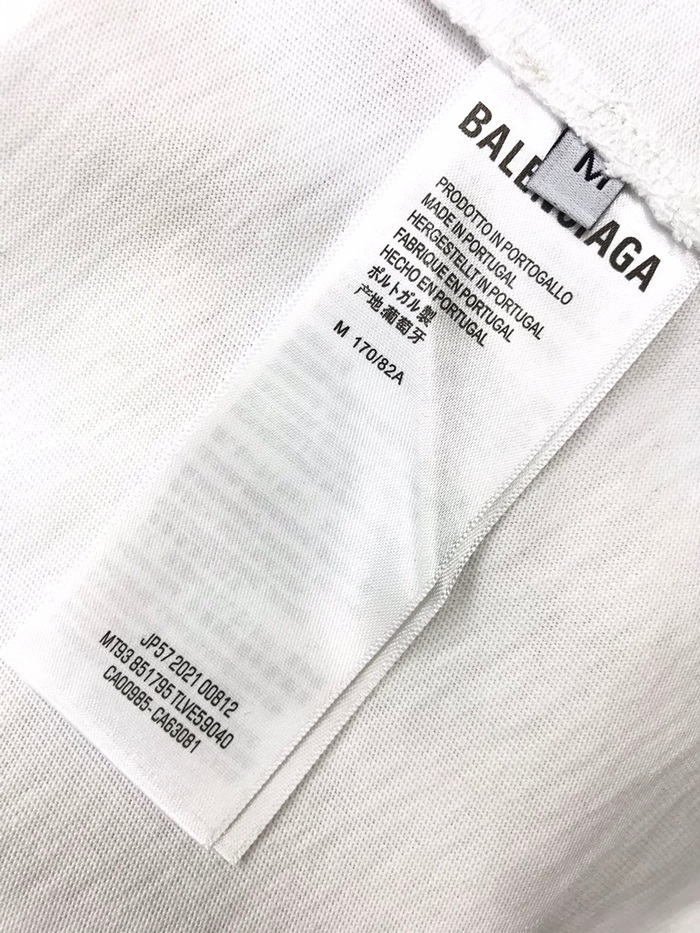 BALENCIAGA
M
PRODOTTO IN PORTOGALLO
MADE IN PORTUGAL
HERGESTELLT IN PORTUGAL
FABRIQUE EN PORTUGAL
HECHO EN PORTUGAL
ポルトガル製
产地:葡萄牙
M 170/82A
JP57 2021 00812
MT93 851795 TLVE59040
CA00985-CA63081